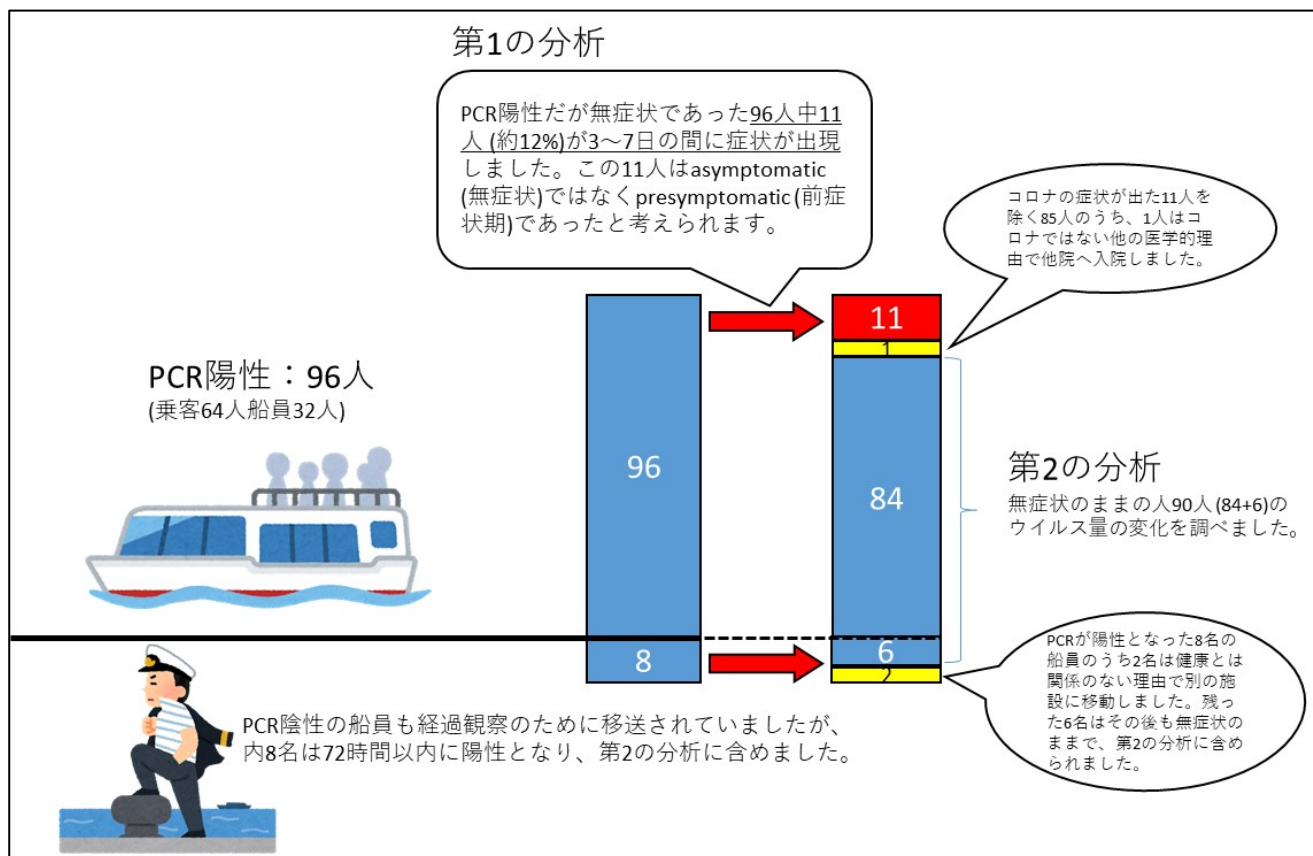 第1の分析
PCR陽性だが無症状であった96人中11
人 (約12%)が3～7日の間に症状が出現
しました。この11人はasymptomatic
(無症状)ではなくpresymptomatic (前症
状期)であったと考えられます。
コロナの症状が出た11人を
除く85人のうち、1人はコ
ロナではない他の医学的理
由で他院へ入院しました。
11
1
PCR陽性：96人
(乗客64人船員32人)
96
84
第2の分析
無症状のままの人90人 (84+6)の
ウイルス量の変化を調べました。
8
6
2
PCRが陽性となった8名の
船員のうち2名は健康とは
関係のない理由で別の施
設に移動しました。残っ
た6名はその後も無症状の
ままで、第2の分析に含め
られました。
PCR陰性の船員も経過観察のために移送されていましたが、
内8名は72時間以内に陽性となり、第2の分析に含めました。